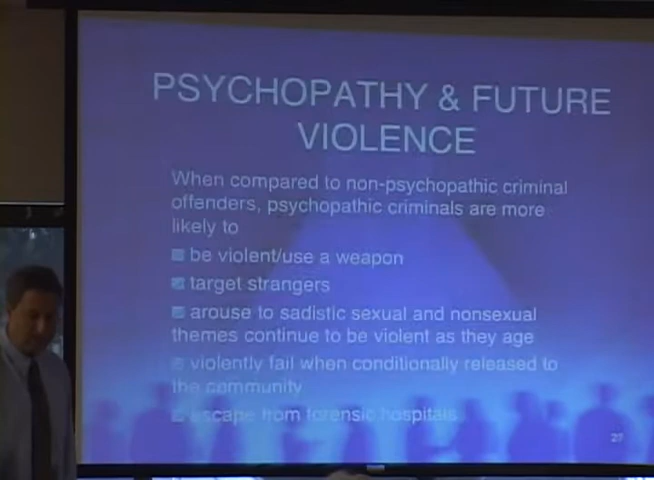 PSYCHOPATHY & FUTURE
VIOLENCE
When compared to non-psychopathic criminal
offenders, psychopathic criminals are more
likely to
be violent/use a weapon
target strangers
arouse to sadistic sexual and nonsexual
themes continue to be violent as they age
violently fail when conditionally released to
the community
escape from forensic hospitals